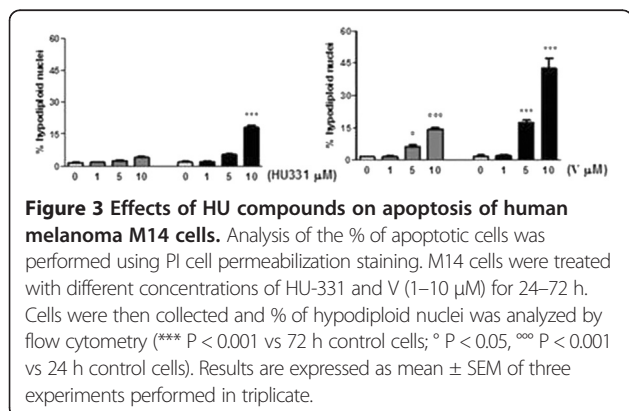 60
45
30
15
0
% hypodiploid nuclei
***
0 1 5 10 0 1 5 10 (HU331 µM)
60
45
30
15
0
% hypodiploid nuclei
°
°°°
***
***
0 1 5 10 0 1 5 10
(V µM)
Figure 3 Effects of HU compounds on apoptosis of human
melanoma M14 cells. Analysis of the % of apoptotic cells was
performed using PI cell permeabilization staining. M14 cells were treated
with different concentrations of HU-331 and V (1–10 µM) for 24–72 h.
Cells were then collected and % of hypodiploid nuclei was analyzed by
flow cytometry (*** P < 0.001 vs 72 h control cells; ° P < 0.05, °°° P < 0.001
vs 24 h control cells). Results are expressed as mean ± SEM of three
experiments performed in triplicate.